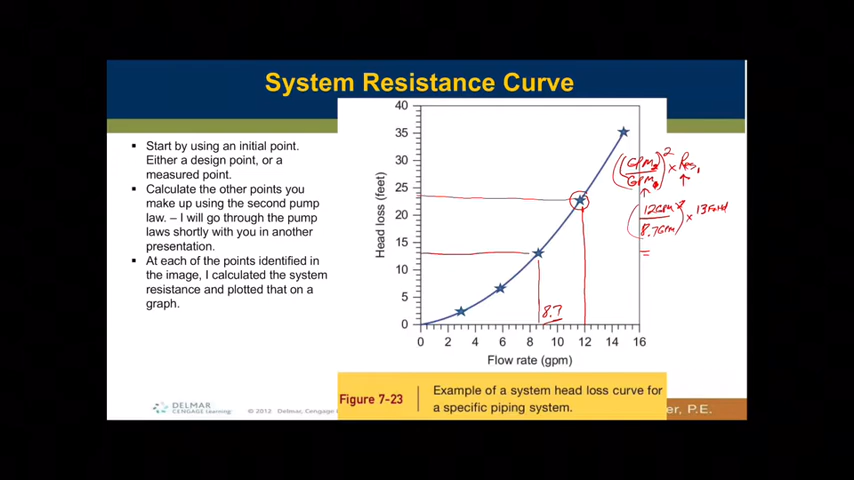 System Resistance Curve
Start by using an initial point.
Either a design point, or a
measured point.
Calculate the other points you
make up using the second pump
law. – I will go through the pump
laws shortly with you in another
presentation.
At each of the points identified in
the image, I calculated the system
resistance and plotted that on a
graph.
Head loss (feet)
40
35
30
25
20
15
10
5
0
0 2 4 6 8 10 12 14 16
Flow rate (gpm)
8.7
(GPM2
GPM)2 × Res1
(12GPM
8.7GPM)2 × 13
=
Figure 7-23
Example of a system head loss curve for
a specific piping system.
DELMAR
CENGAGE Learning
© 2012 Delmar, Cengage
er, P.E.